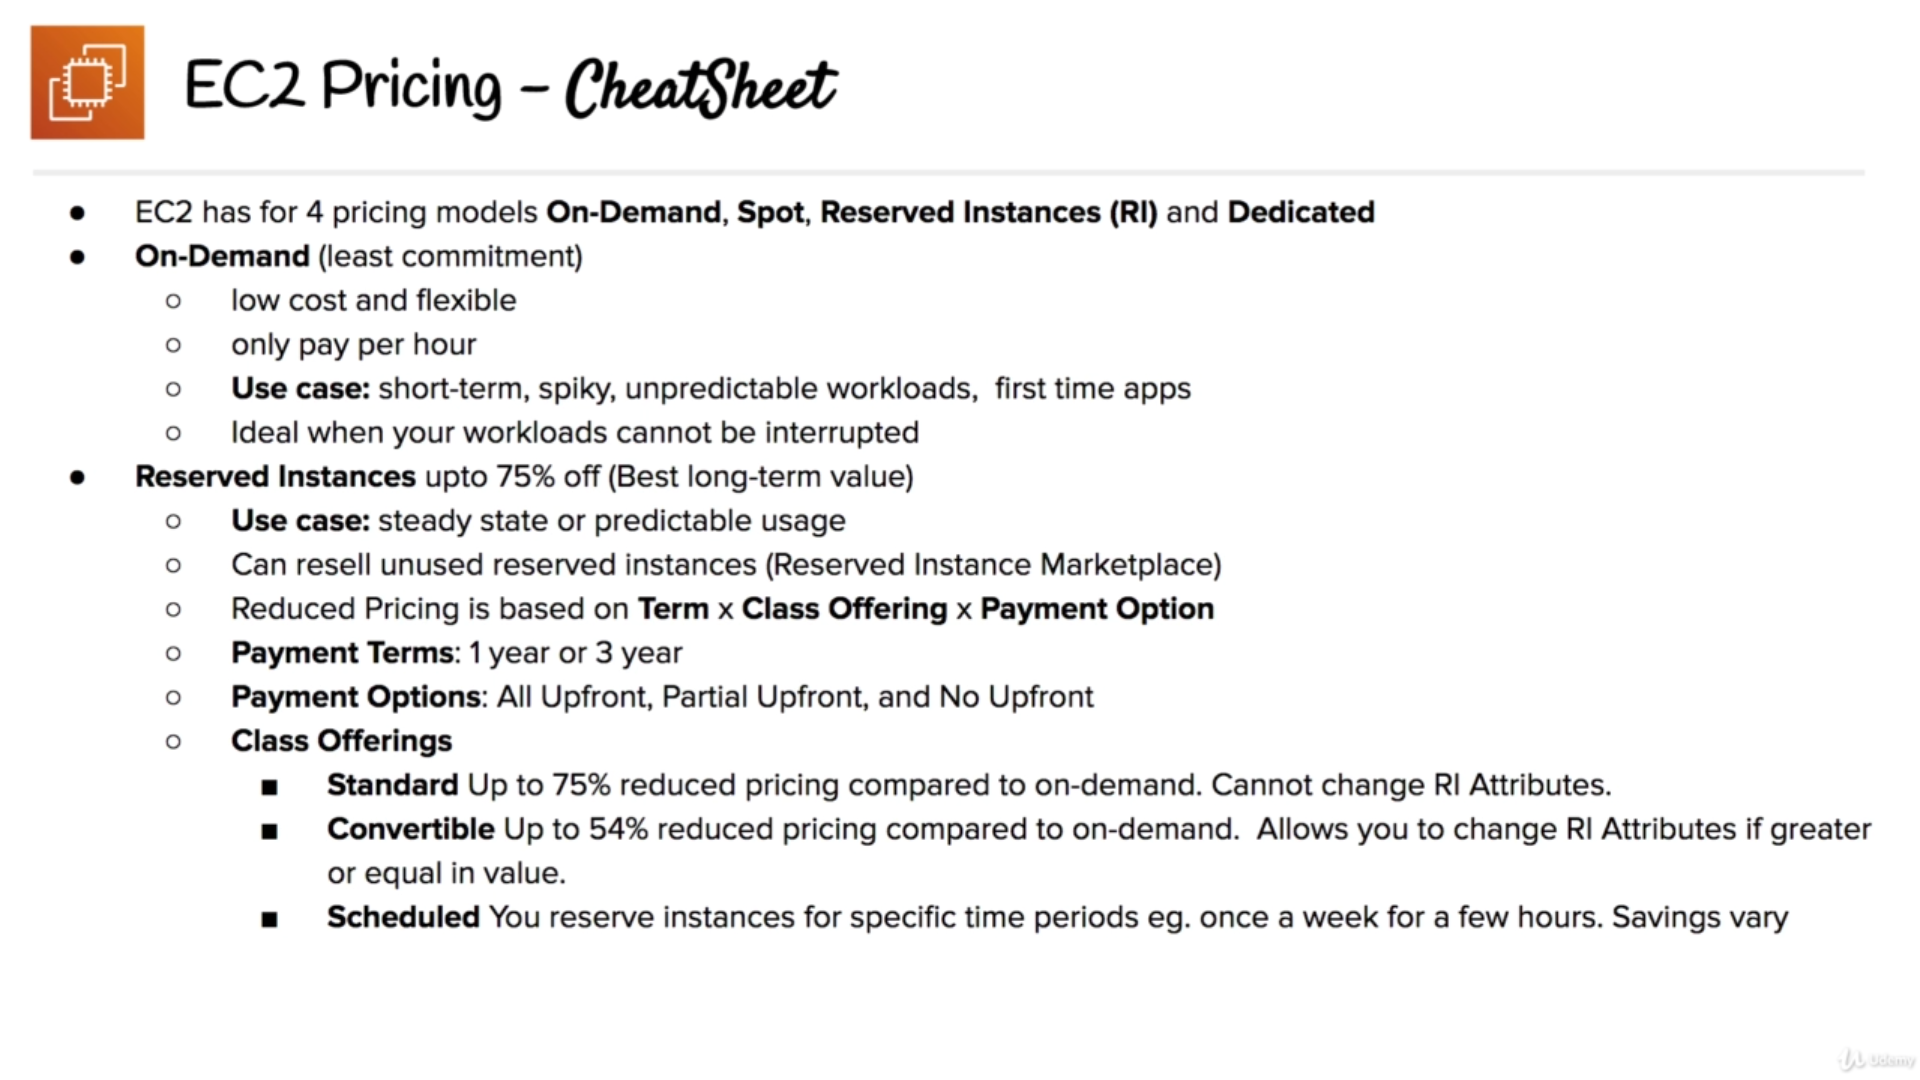 EC2 Pricing – CheatSheet
● EC2 has for 4 pricing models On-Demand, Spot, Reserved Instances (RI) and Dedicated
● On-Demand (least commitment)
○ low cost and flexible
○ only pay per hour
○ Use case: short-term, spiky, unpredictable workloads,  first time apps
○ Ideal when your workloads cannot be interrupted
● Reserved Instances upto 75% off (Best long-term value)
○ Use case: steady state or predictable usage
○ Can resell unused reserved instances (Reserved Instance Marketplace)
○ Reduced Pricing is based on Term x Class Offering x Payment Option
○ Payment Terms: 1 year or 3 year
○ Payment Options: All Upfront, Partial Upfront, and No Upfront
○ Class Offerings
■ Standard Up to 75% reduced pricing compared to on-demand. Cannot change RI Attributes.
■ Convertible Up to 54% reduced pricing compared to on-demand.  Allows you to change RI Attributes if greater
or equal in value.
■ Scheduled You reserve instances for specific time periods eg. once a week for a few hours. Savings vary
Udemy